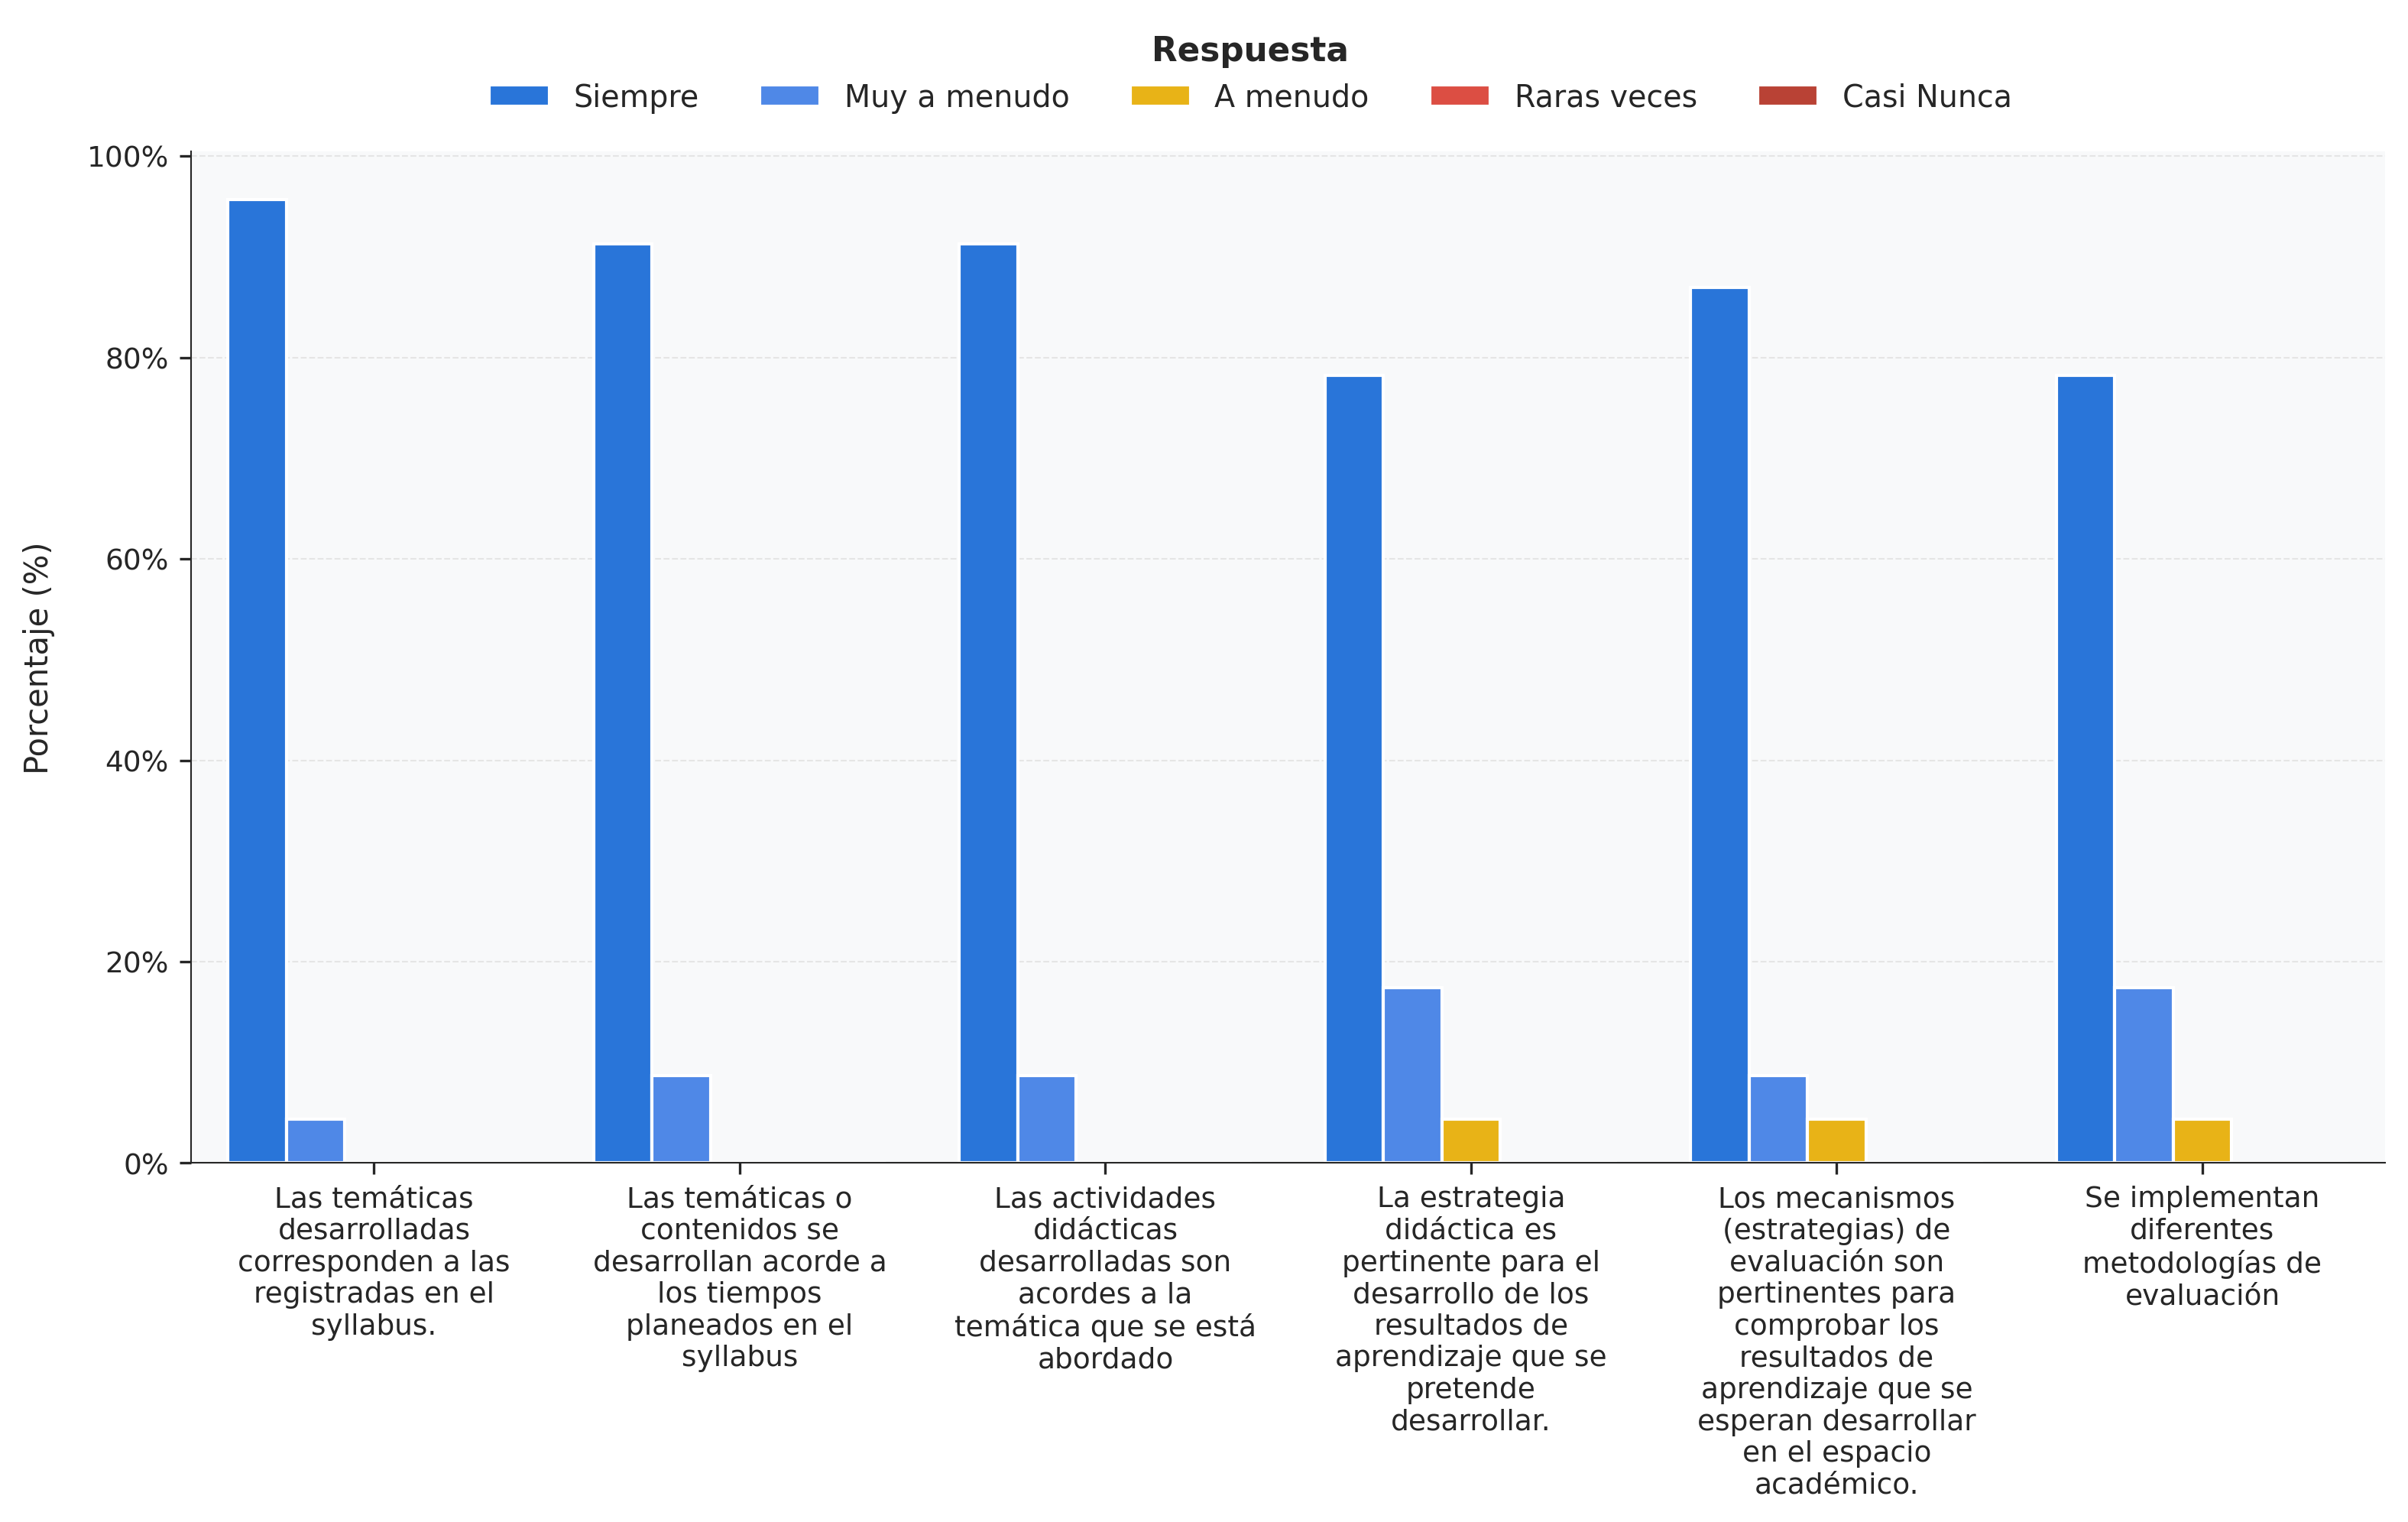 Respuesta
Siempre
Muy a menudo
A menudo
Raras veces
Casi Nunca
Porcentaje (%)
100%
80%
60%
40%
20%
0%
Las temáticas
desarrolladas
corresponden a las
registradas en el
syllabus.
Las temáticas o
contenidos se
desarrollan acorde a
los tiempos
planeados en el
syllabus
Las actividades
didácticas
desarrolladas son
acordes a la
temática que se está
abordado
La estrategia
didáctica es
pertinente para el
desarrollo de los
resultados de
aprendizaje que se
pretende
desarrollar.
Los mecanismos
(estrategias) de
evaluación son
pertinentes para
comprobar los
resultados de
aprendizaje que se
esperan desarrollar
en el espacio
académico.
Se implementan
diferentes
metodologías de
evaluación